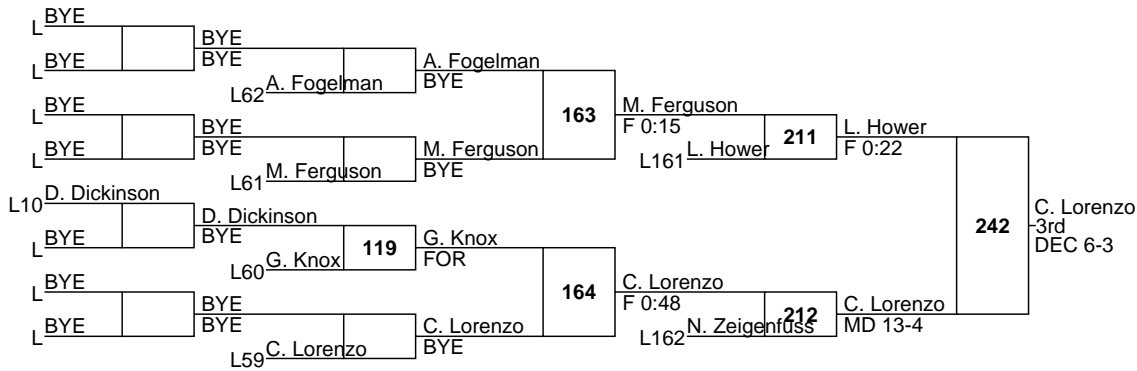 BYE
L
BYE
BYE
BYE
L
A. Fogelman
BYE
A. Fogelman
L62
BYE
L
163
M. Ferguson
F 0:15
BYE
BYE
BYE
L
M. Ferguson
BYE
M. Ferguson
L61
L. Hower
L161
211
L. Hower
F 0:22
D. Dickinson
L10
D. Dickinson
BYE
BYE
L
119
G. Knox
FOR
G. Knox
L60
242
C. Lorenzo
3rd
DEC 6-3
BYE
L
164
C. Lorenzo
F 0:48
BYE
BYE
BYE
L
C. Lorenzo
BYE
C. Lorenzo
L59
N. Zeigenfuss
L162
212
C. Lorenzo
MD 13-4